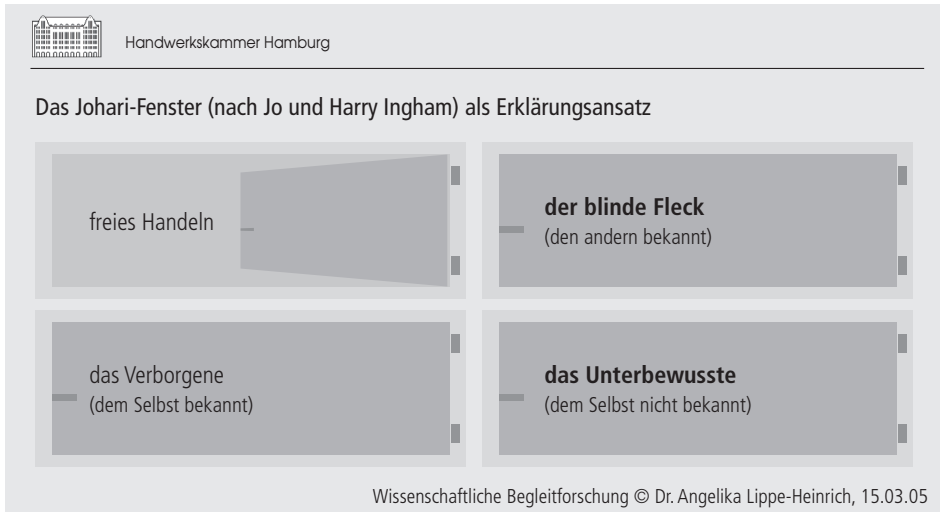 Handwerkskammer Hamburg
Das Johari-Fenster (nach Jo und Harry Ingham) als Erklärungsansatz
freies Handeln
der blinde Fleck
(den andern bekannt)
das Verborgene
(dem Selbst bekannt)
das Unterbewusste
(dem Selbst nicht bekannt)
Wissenschaftliche Begleitforschung © Dr. Angelika Lippe-Heinrich, 15.03.05